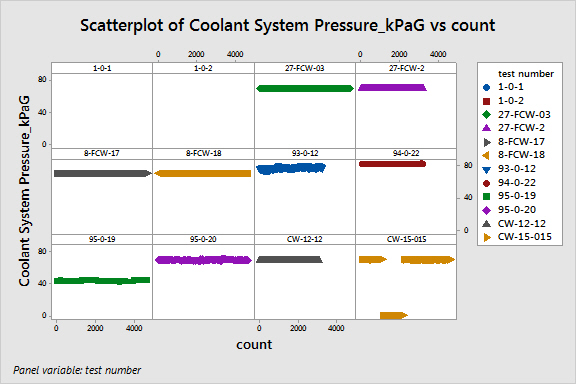 Scatterplot of Coolant System Pressure_kPaG vs count
0 2000 4000 0 2000 4000
1-0-1 1-0-2 27-FCW-03 27-FCW-2
80
40
0
8-FCW-17 8-FCW-18 93-0-12 94-0-22
80
40
0
95-0-19 95-0-20 CW-12-12 CW-15-015
80
40
0
0 2000 4000 0 2000 4000
Coolant System Pressure_kPaG
count
test number
1-0-1
1-0-2
27-FCW-03
27-FCW-2
8-FCW-17
8-FCW-18
93-0-12
94-0-22
95-0-19
95-0-20
CW-12-12
CW-15-015
Panel variable: test number